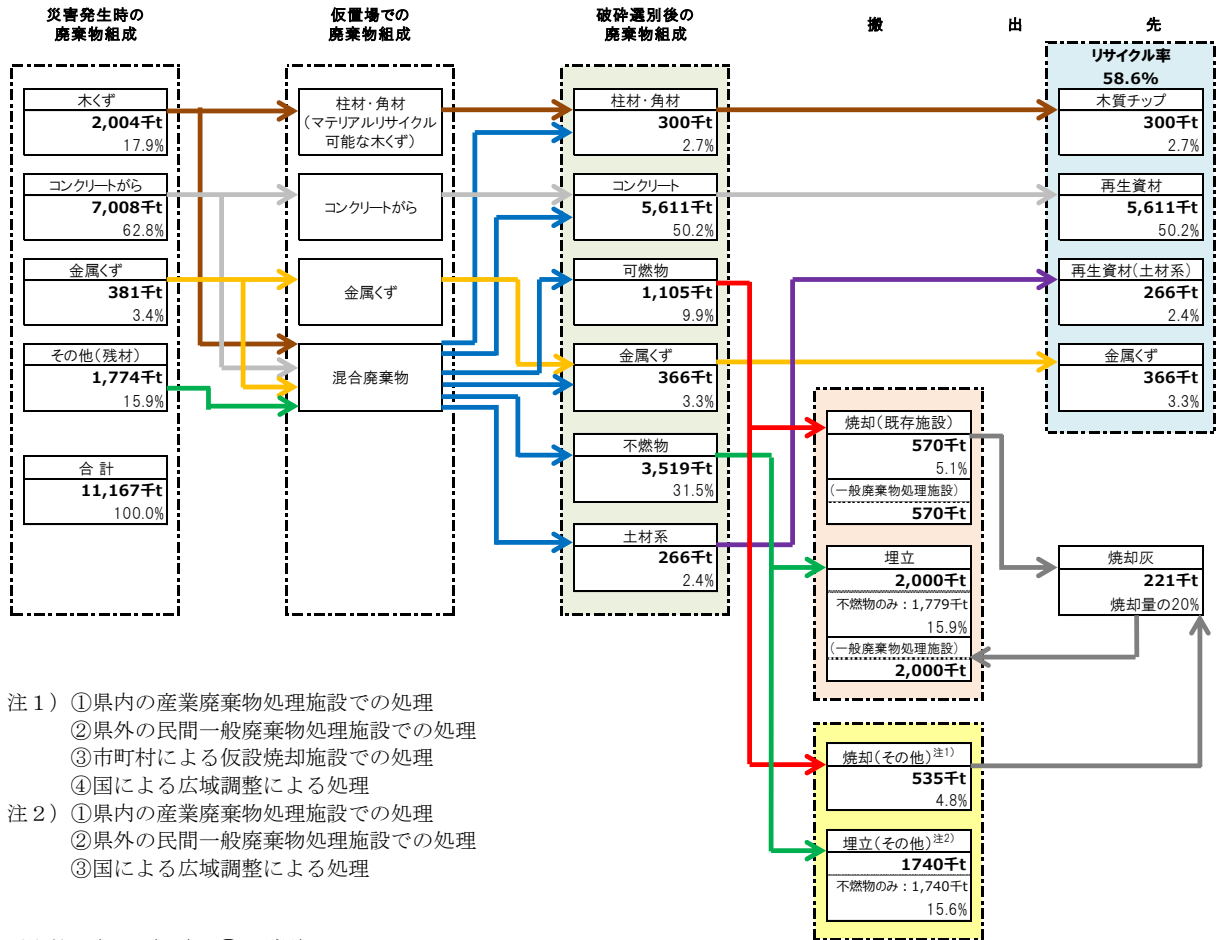 災害発生時の
廃棄物組成
仮置場での
廃棄物組成
破砕選別後の
廃棄物組成
搬 出 先
木くず
2,004千t
17.9%
コンクリートがら
7,008千t
62.8%
金属くず
381千t
3.4%
その他(残材)
1,774千t
15.9%
合 計
11,167千t
100.0%
柱材・角材
(マテリアルリサイクル
可能な木くず)
コンクリートがら
金属くず
混合廃棄物
柱材・角材
300千t
2.7%
コンクリート
5,611千t
50.2%
可燃物
1,105千t
9.9%
金属くず
366千t
3.3%
不燃物
3,519千t
31.5%
土材系
266千t
2.4%
リサイクル率
58.6%
木質チップ
300千t
2.7%
再生資材
5,611千t
50.2%
再生資材(土材系)
266千t
2.4%
金属くず
366千t
3.3%
焼却(既存施設)
570千t
5.1%
(一般廃棄物処理施設)
570千t
埋立
2,000千t
不燃物のみ：1,779千t
15.9%
(一般廃棄物処理施設)
2,000千t
焼却灰
221千t
焼却量の20%
焼却(その他)注1)
535千t
4.8%
埋立(その他)注2)
1740千t
不燃物のみ：1,740千t
15.6%
注１）①県内の産業廃棄物処理施設での処理
②県外の民間一般廃棄物処理施設での処理
③市町村による仮設焼却施設での処理
④国による広域調整による処理
注２）①県内の産業廃棄物処理施設での処理
②県外の民間一般廃棄物処理施設での処理
③国による広域調整による処理